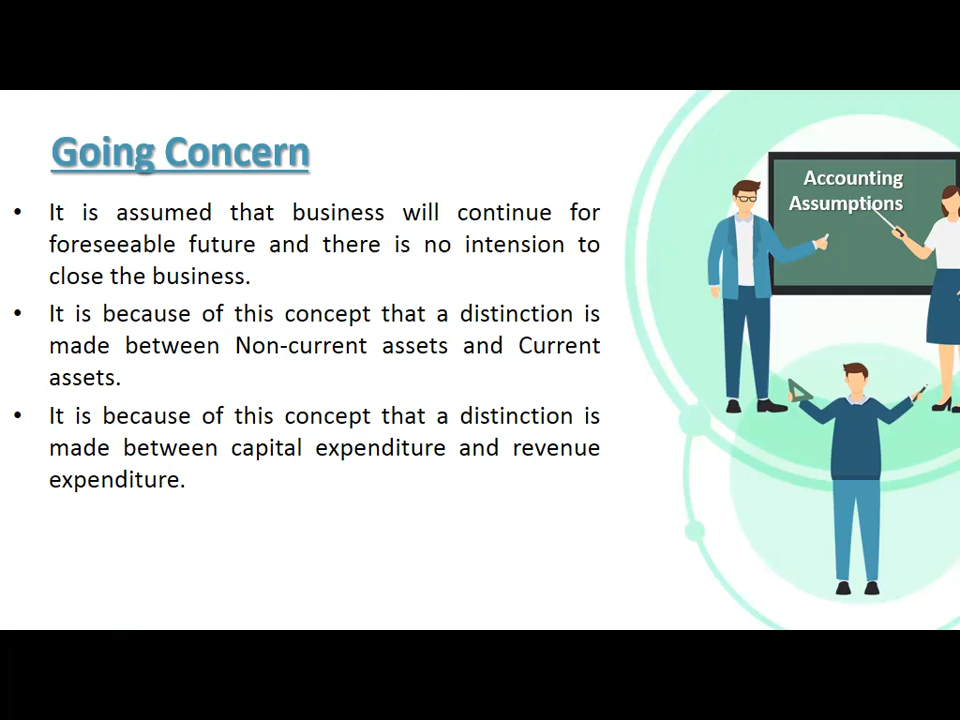 Going Concern
• It is assumed that business will continue for
foreseeable future and there is no intension to
close the business.
• It is because of this concept that a distinction is
made between Non-current assets and Current
assets.
• It is because of this concept that a distinction is
made between capital expenditure and revenue
expenditure.
Accounting
Assumptions